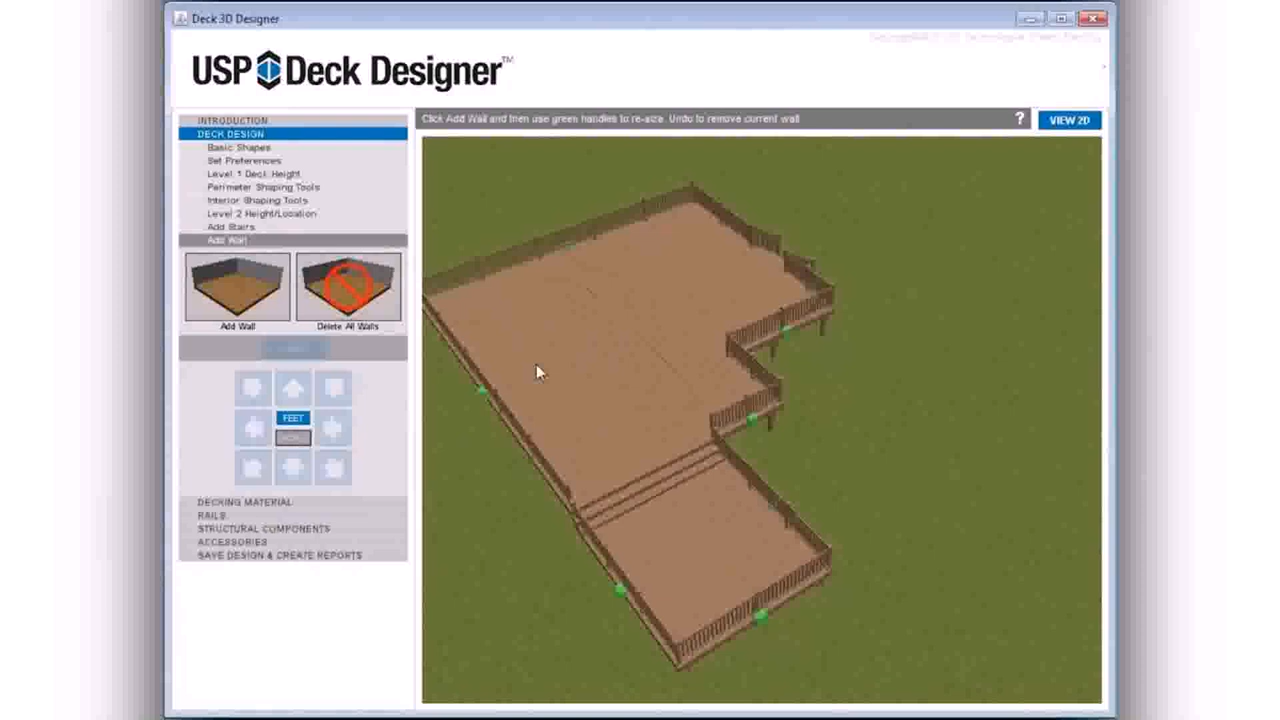 Deck 3D Designer
USP Deck Designer™
Click Add Wall and then use green handles to re-size. Undo to remove current wall
?
VIEW 2D
INTRODUCTION
DECK DESIGN
Basic Shapes
Set Preferences
Level 1 Deck Height
Perimeter Shaping Tools
Interior Shaping Tools
Level 2 Height/Location
Add Stairs
Add Wall
Add Wall
Delete All Walls
FEET
DECKING MATERIAL
RAILS
STRUCTURAL COMPONENTS
ACCESSORIES
SAVE DESIGN & CREATE REPORTS